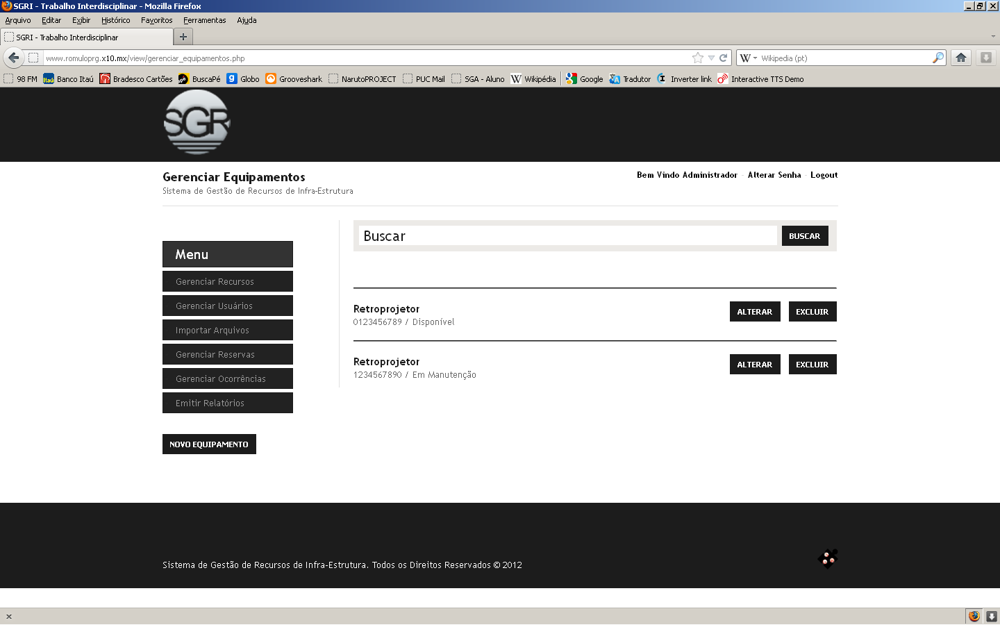 SGRI - Trabalho Interdisciplinar - Mozilla Firefox
Arquivo Editar Exibir Histórico Favoritos Ferramentas Ajuda
SGRI - Trabalho Interdisciplinar
www.romuloprg.x10.mx/view/gerenciar_equipamentos.php
W Wikipedia (pt)
98 FM Itaú Banco Itaú Bradesco Cartões BuscaPé g Globo Grooveshark NarutoPROJECT PUC Mail SGA - Aluno W Wikipédia Google Tradutor Inverter link Interactive TTS Demo
SGR
Gerenciar Equipamentos
Bem Vindo Administrador - Alterar Senha - Logout
Sistema de Gestão de Recursos de Infra-Estrutura
Buscar BUSCAR
Menu
Gerenciar Recursos
Gerenciar Usuários
Importar Arquivos
Gerenciar Reservas
Gerenciar Ocorrências
Emitir Relatórios
NOVO EQUIPAMENTO
Retroprojetor
0123456789 / Disponível
ALTERAR EXCLUIR
Retroprojetor
1234567890 / Em Manutenção
ALTERAR EXCLUIR
Sistema de Gestão de Recursos de Infra-Estrutura. Todos os Direitos Reservados © 2012